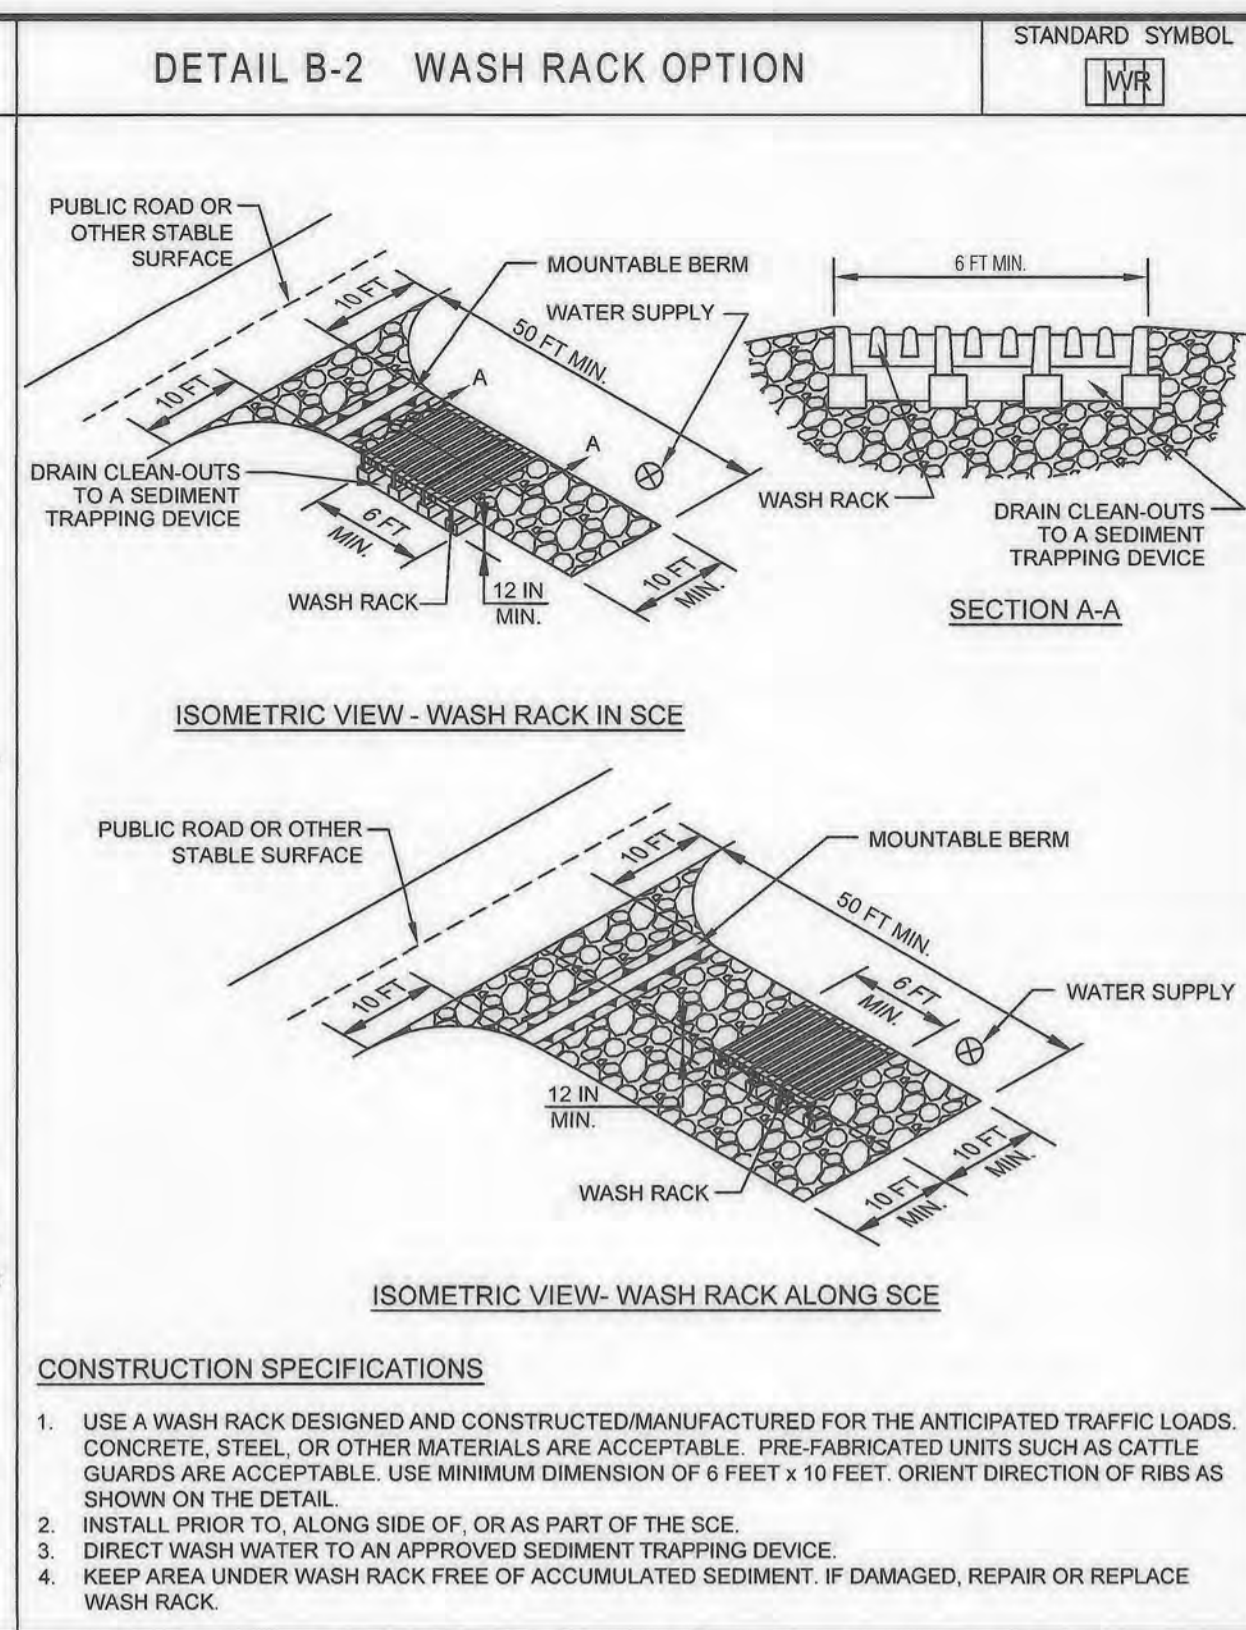 DETAIL B-2 WASH RACK OPTION
STANDARD SYMBOL
WR
PUBLIC ROAD OR
OTHER STABLE
SURFACE
10 FT
10 FT
MOUNTABLE BERM
WATER SUPPLY
50 FT MIN.
A
A
DRAIN CLEAN-OUTS
TO A SEDIMENT
TRAPPING DEVICE
6 FT
MIN.
WASH RACK
12 IN
MIN.
10 FT
MIN.
ISOMETRIC VIEW - WASH RACK IN SCE
6 FT MIN.
WASH RACK
DRAIN CLEAN-OUTS
TO A SEDIMENT
TRAPPING DEVICE
SECTION A-A
PUBLIC ROAD OR OTHER
STABLE SURFACE
10 FT
10 FT
MOUNTABLE BERM
50 FT MIN.
6 FT
MIN.
WATER SUPPLY
12 IN
MIN.
WASH RACK
10 FT
MIN.
10 FT
MIN.
ISOMETRIC VIEW- WASH RACK ALONG SCE
CONSTRUCTION SPECIFICATIONS
1. USE A WASH RACK DESIGNED AND CONSTRUCTED/MANUFACTURED FOR THE ANTICIPATED TRAFFIC LOADS.
CONCRETE, STEEL, OR OTHER MATERIALS ARE ACCEPTABLE. PRE-FABRICATED UNITS SUCH AS CATTLE
GUARDS ARE ACCEPTABLE. USE MINIMUM DIMENSION OF 6 FEET x 10 FEET. ORIENT DIRECTION OF RIBS AS
SHOWN ON THE DETAIL.
2. INSTALL PRIOR TO, ALONG SIDE OF, OR AS PART OF THE SCE.
3. DIRECT WASH WATER TO AN APPROVED SEDIMENT TRAPPING DEVICE.
4. KEEP AREA UNDER WASH RACK FREE OF ACCUMULATED SEDIMENT. IF DAMAGED, REPAIR OR REPLACE
WASH RACK.